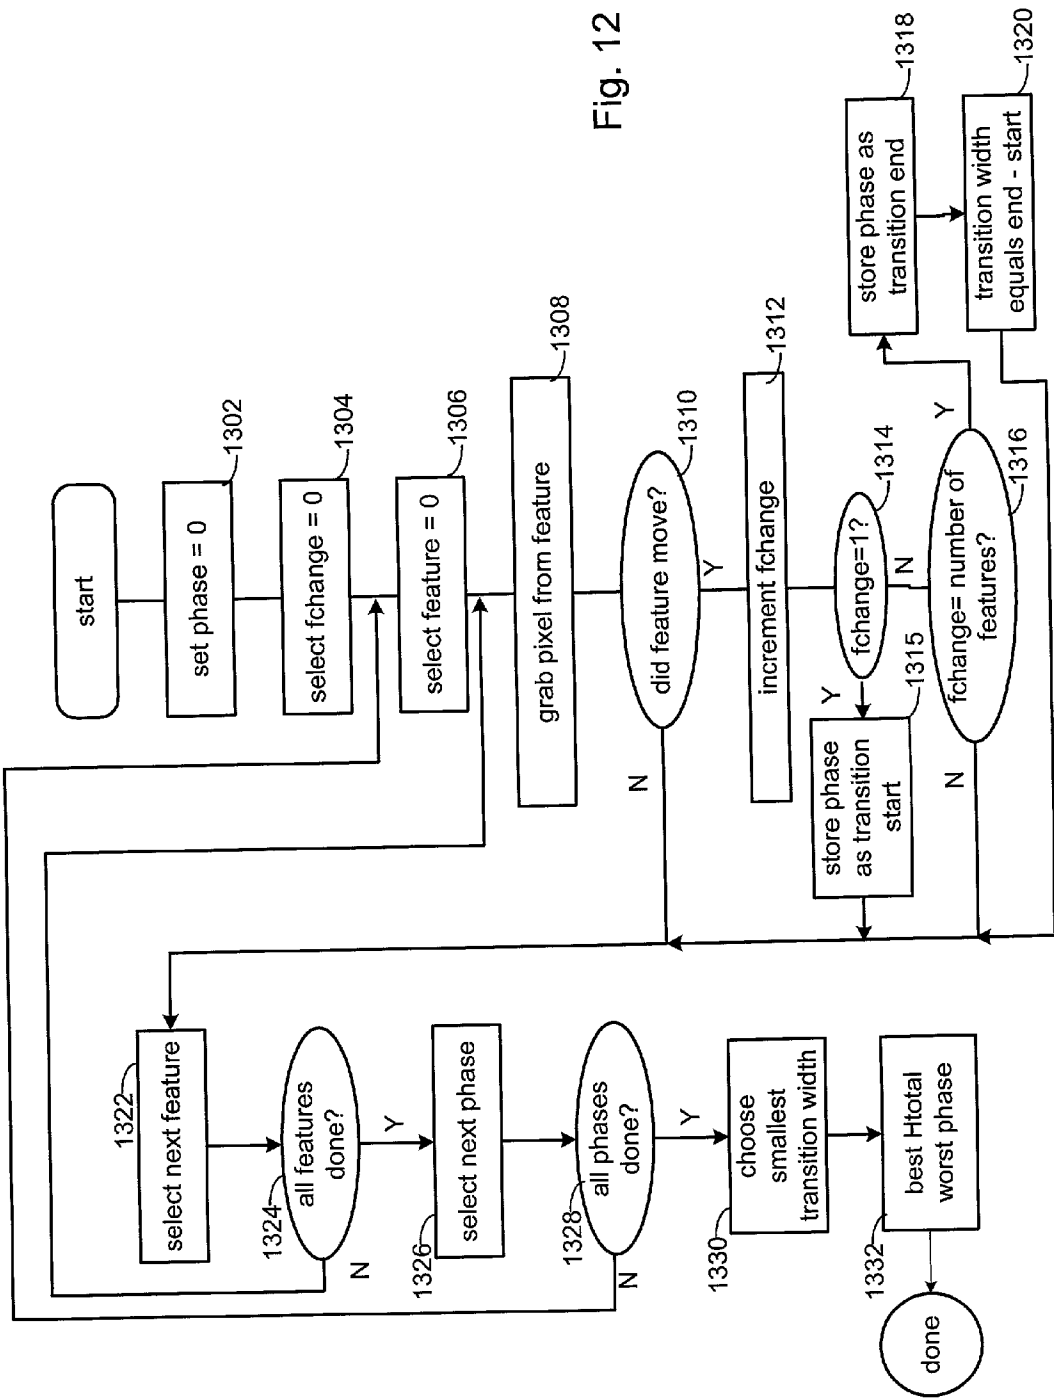 Fig. 12
start
set phase = 0
1302
select fchange = 0
1304
select feature = 0
1306
grab pixel from feature
1308
did feature move?
1310
N
Y
increment fchange
1312
fchange=1?
1314
Y
N
store phase
as transition
start
1315
fchange= number of
features?
1316
N
Y
store phase as
transition end
1318
transition width
equals end - start
1320
select next feature
1322
all features
done?
1324
N
Y
select next phase
1326
all phases
done?
1328
N
Y
choose
smallest
transition width
1330
best Htotal
worst phase
1332
done